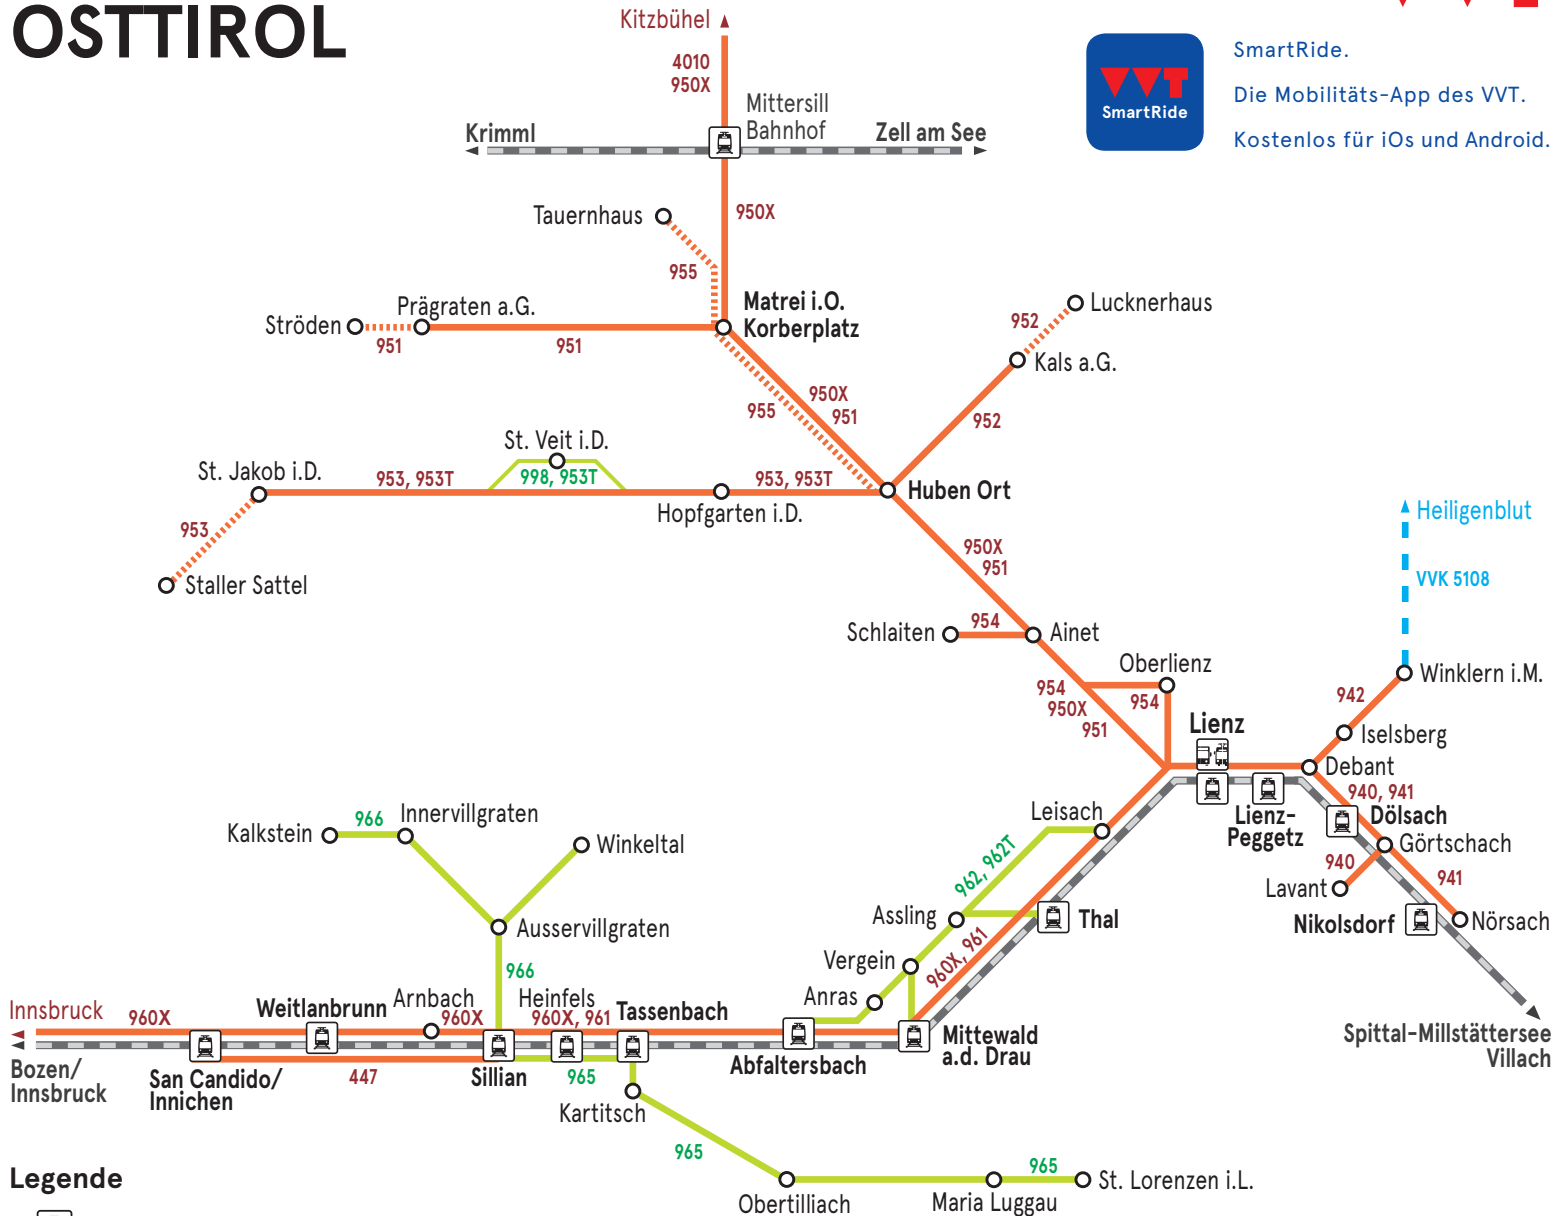 OSTTIROL
Kitzbühel
4010
950X
Mittersill
Bahnhof
Krimml
Zell am See
VVT
SmartRide
SmartRide.
Die Mobilitäts-App des VVT.
Kostenlos für iOs und Android.
Tauernhaus
950X
955
Matrei i.O.
Korberplatz
Prägraten a.G.
Ströden
951
951
Lucknerhaus
952
Kals a.G.
952
950X
951
955
St. Veit i.D.
998, 953T
St. Jakob i.D.
953, 953T
953, 953T
Huben Ort
Hopfgarten i.D.
953
Staller Sattel
Heiligenblut
VVK 5108
950X
951
Schlaiten
954
Ainet
Oberlienz
954
954
950X
951
Winklern i.M.
942
Iselsberg
Lienz
Debant
940, 941
Lienz-
Peggetz
Dölsach
Görtschach
940
941
Lavant
Nikolsdorf
Nörsach
Leisach
962, 962T
Kalkstein
966
Innervillgraten
Winkeltal
Ausservillgraten
966
Assling
Thal
Vergein
960X, 961
Anras
Innsbruck
960X
Weitlanbrunn
Arnbach
960X
Heinfels
960X, 961
Tassenbach
Abfaltersbach
Mittewald
a.d. Drau
Spittal-Millstättersee
Villach
Bozen/
Innsbruck
San Candido/
Innichen
447
Sillian
965
Kartitsch
965
Obertilliach
Maria Luggau
965
St. Lorenzen i.L.
Legende